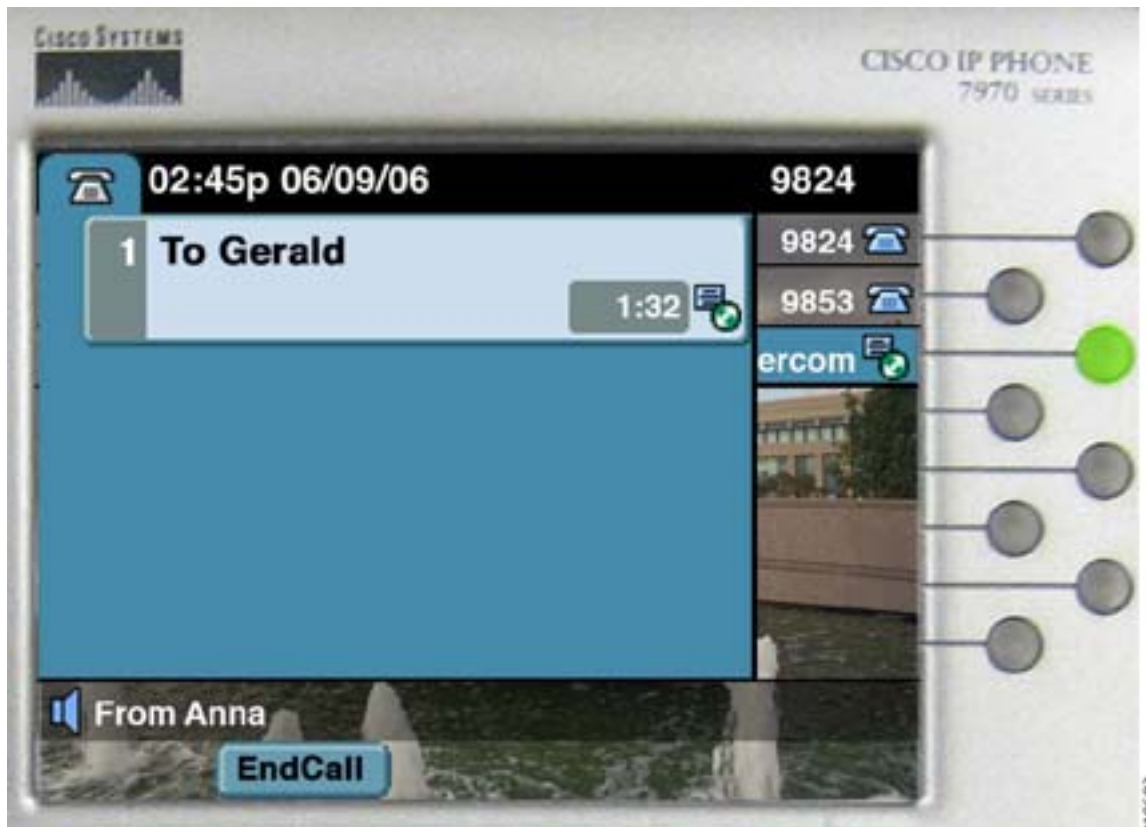 CISCO SYSTEMS
CISCO IP PHONE
7970 SERIES
02:45p 06/09/06
9824
1 To Gerald
1:32
9824
9853
ercom
From Anna
EndCall